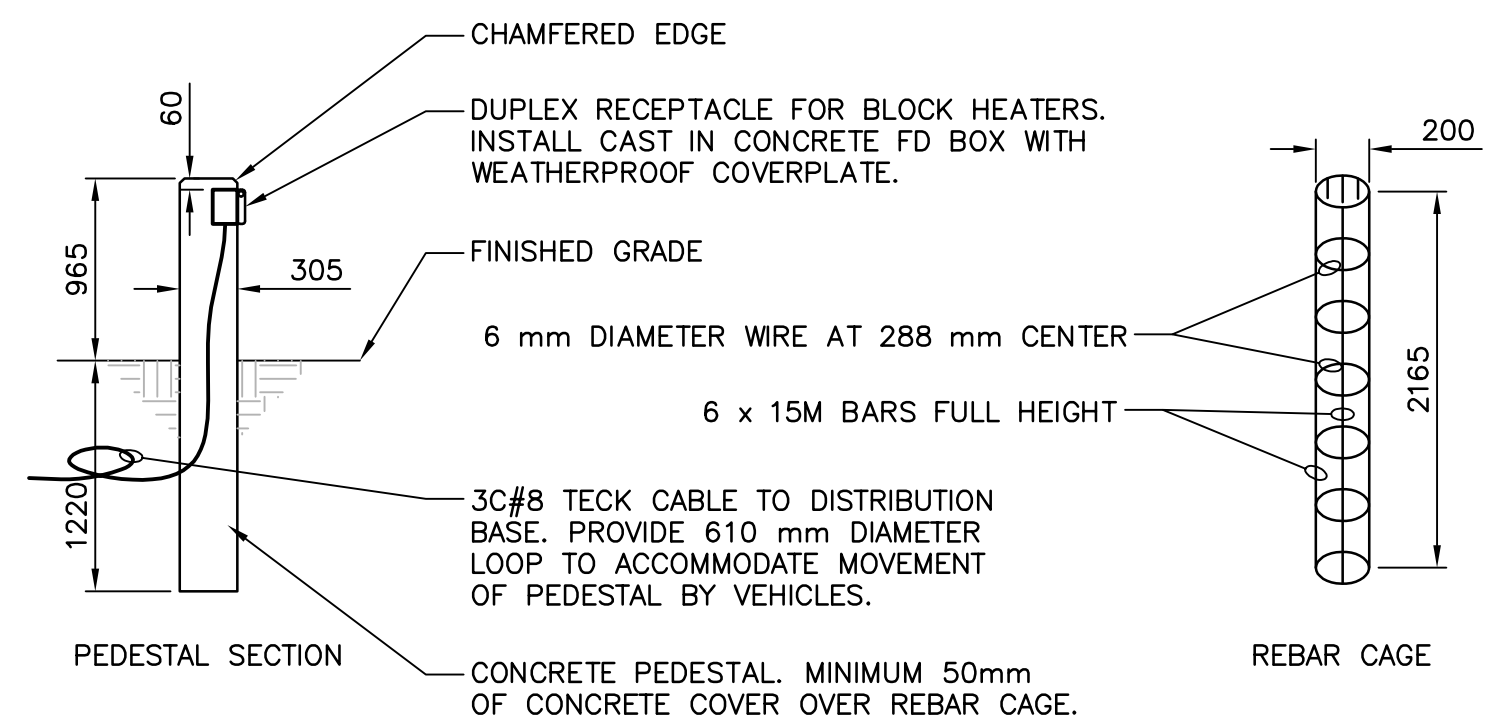 CHAMFERED EDGE
60
DUPLEX RECEPTACLE FOR BLOCK HEATERS.
INSTALL CAST IN CONCRETE FD BOX WITH
WEATHERPROOF COVERPLATE.
965
305
FINISHED GRADE
1220
3C#8 TECK CABLE TO DISTRIBUTION
BASE. PROVIDE 610 mm DIAMETER
LOOP TO ACCOMMODATE MOVEMENT
OF PEDESTAL BY VEHICLES.
PEDESTAL SECTION
CONCRETE PEDESTAL. MINIMUM 50mm
OF CONCRETE COVER OVER REBAR CAGE.
200
6 mm DIAMETER WIRE AT 288 mm CENTER
6 x 15M BARS FULL HEIGHT
2165
REBAR CAGE